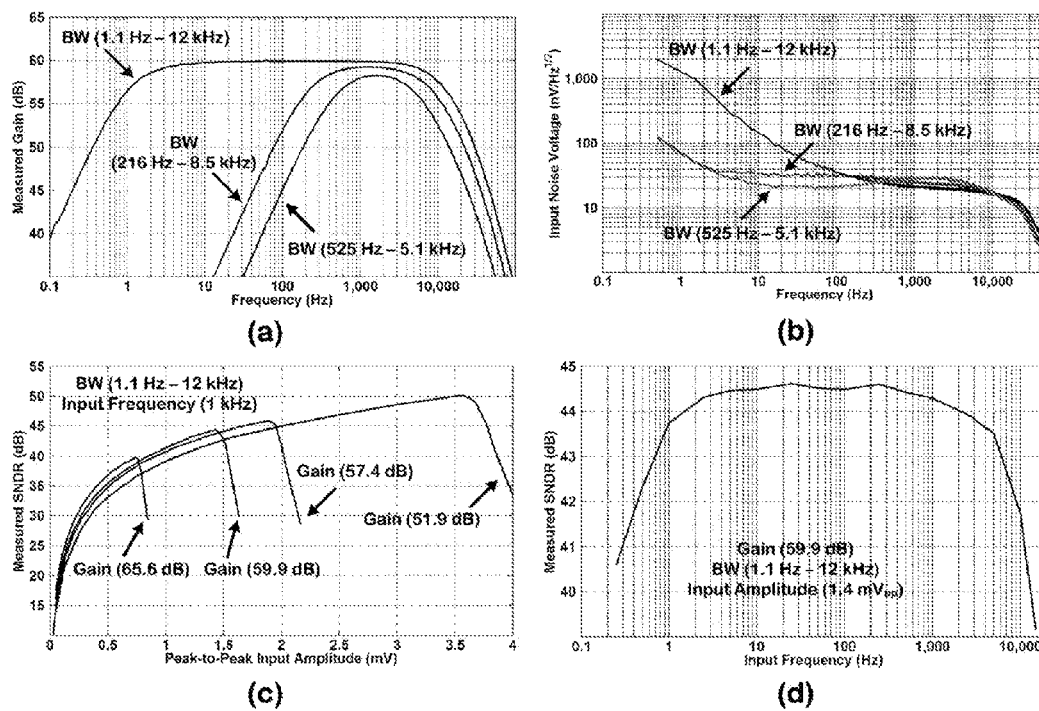 65
60
55
50
45
40
Measured Gain (dB)
BW (1.1 Hz – 12 kHz)
BW
(216 Hz – 8.5 kHz)
BW (525 Hz – 5.1 kHz)
0.1
1
10
100
1,000
10,000
Frequency (Hz)
(a)
1,000
100
10
Input Noise Voltage (nV/Hz1/2)
BW (1.1 Hz – 12 kHz)
BW (216 Hz – 8.5 kHz)
BW (525 Hz – 5.1 kHz)
0.1
1
10
100
1,000
10,000
Frequency (Hz)
(b)
55
50
45
40
35
30
25
20
15
Measured SNDR (dB)
BW (1.1 Hz – 12 kHz)
Input Frequency (1 kHz)
Gain (57.4 dB)
Gain (51.9 dB)
Gain (65.6 dB)
Gain (59.9 dB)
0
0.5
1
1.5
2
2.5
3
3.5
4
Peak-to-Peak Input Amplitude (mV)
(c)
45
44
43
42
41
40
Measured SNDR (dB)
Gain (59.9 dB)
BW (1.1 Hz – 12 kHz)
Input Amplitude (1.4 mVpp)
0.1
1
10
100
1,000
10,000
Input Frequency (Hz)
(d)